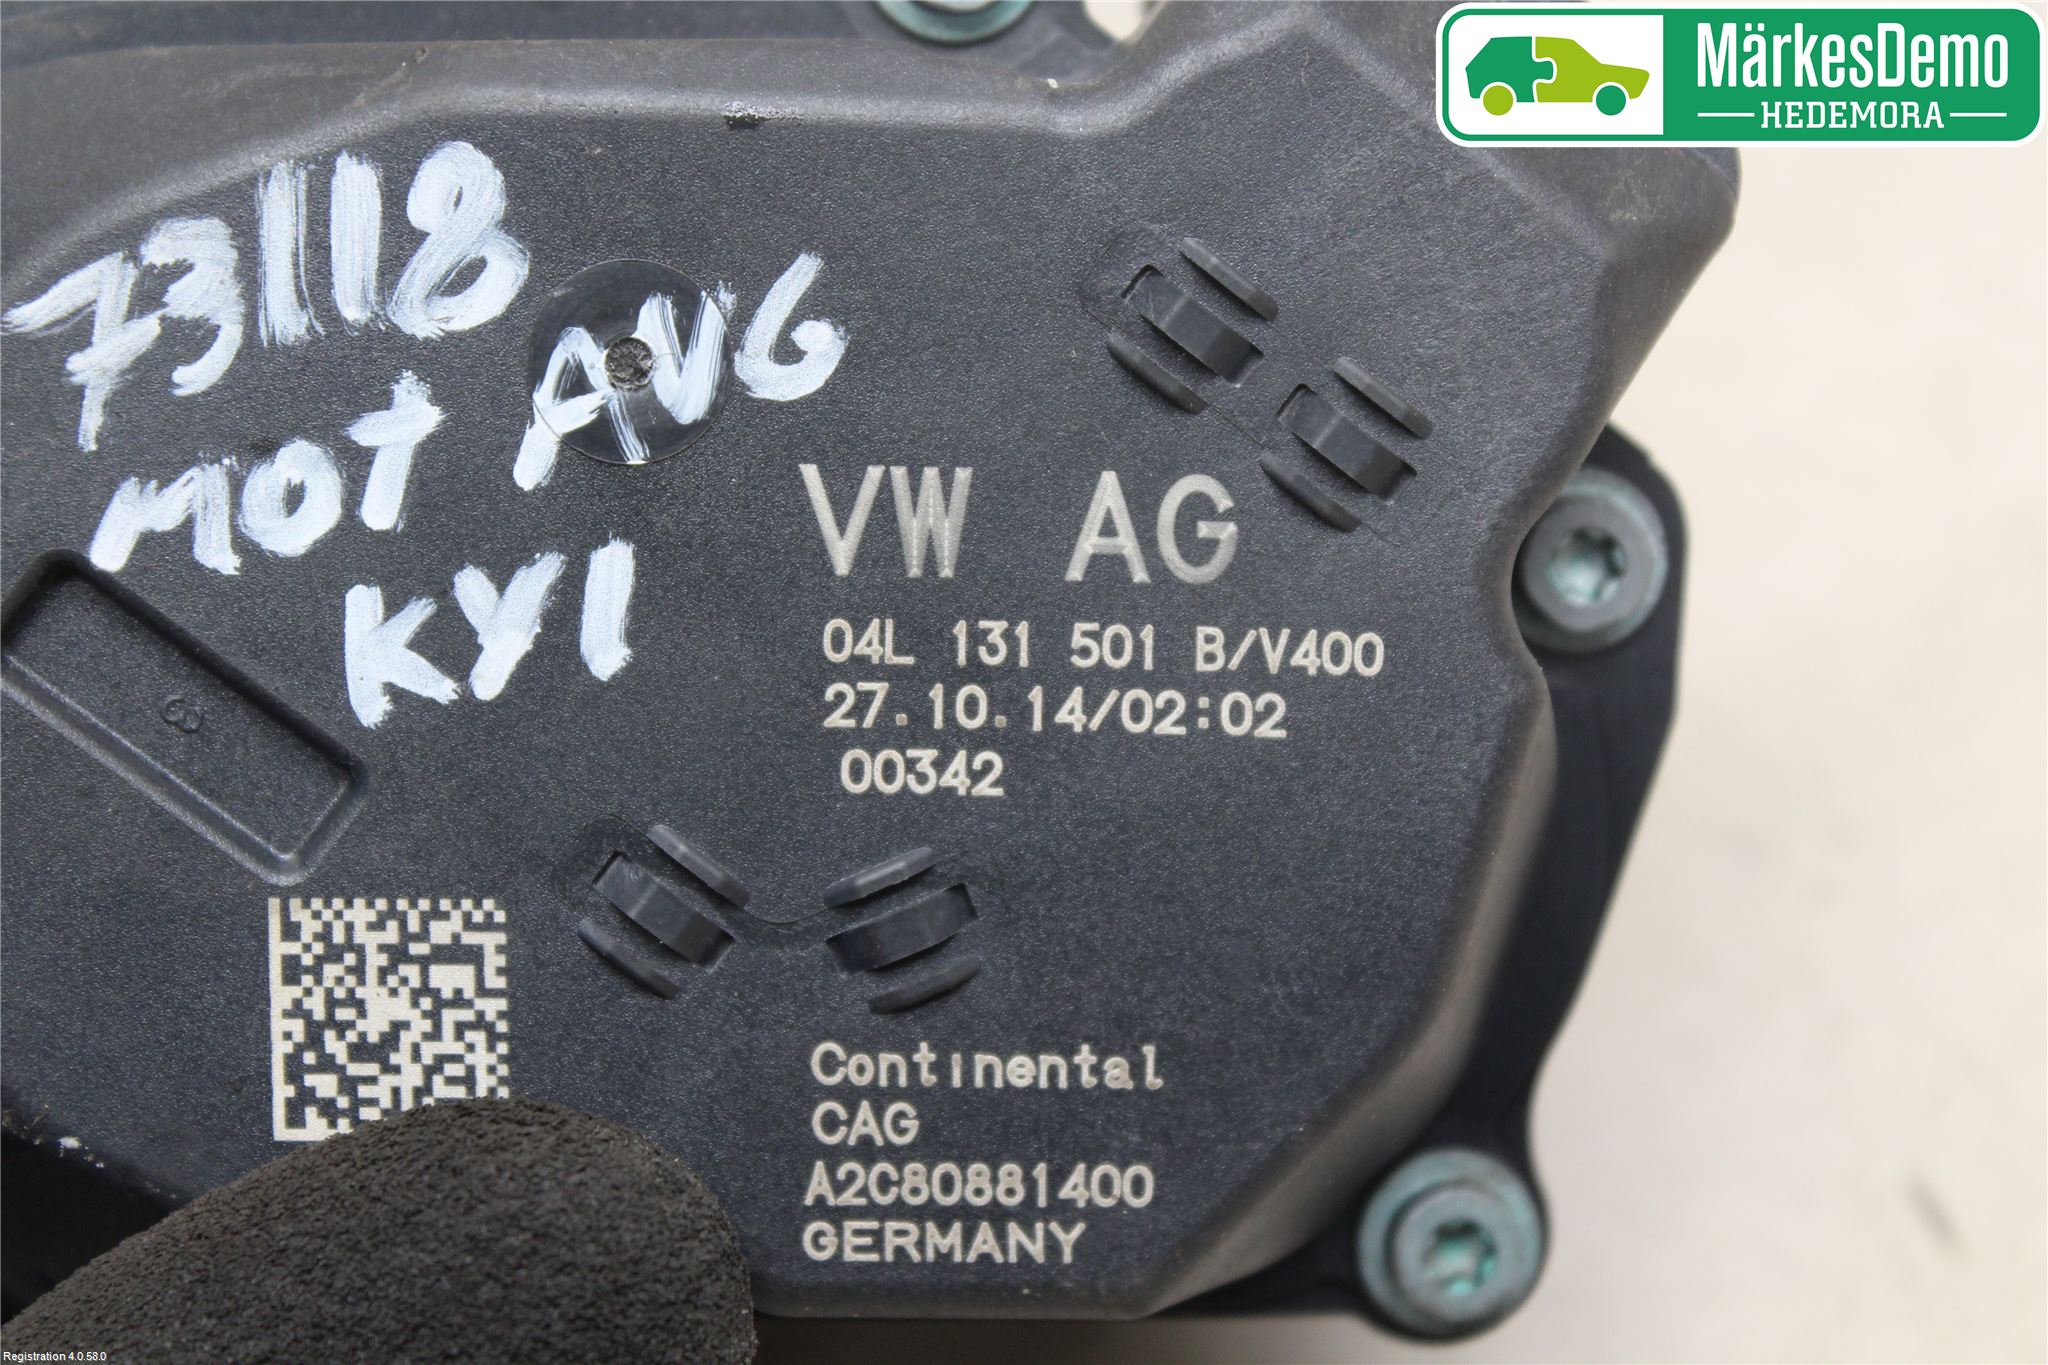 MärkesDemo
HEDEMORA
73118
AVG
MOT
KYL
VW AG
04L 131 501 B/V400
27.10.14/02:02
00342
3
Continental
CAG
A2C80881400
GERMANY
Registration 4.0.58.0